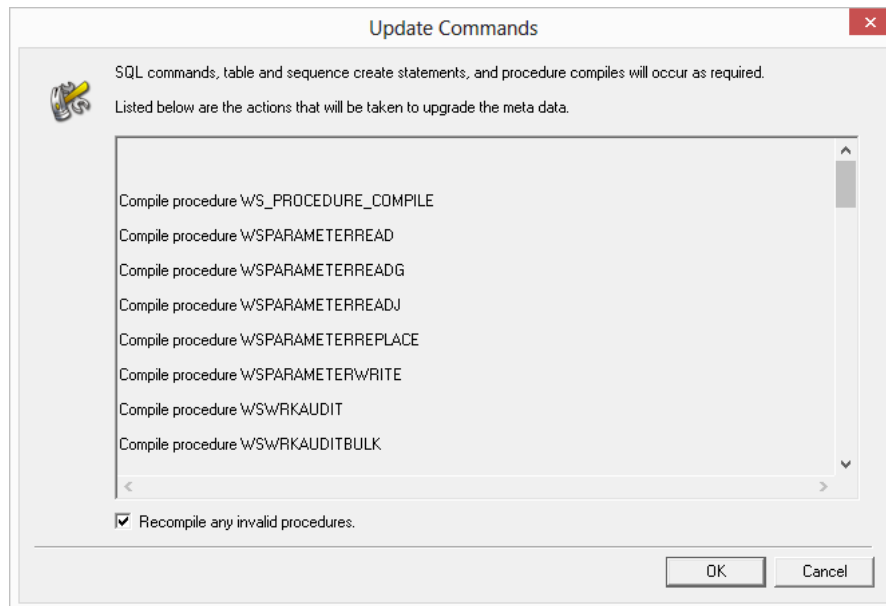 Update Commands
SQL commands, table and sequence create statements, and procedure compiles will occur as required.
Listed below are the actions that will be taken to upgrade the meta data.
Compile procedure WS_PROCEDURE_COMPILE
Compile procedure WSPARAMETERREAD
Compile procedure WSPARAMETERREADG
Compile procedure WSPARAMETERREADJ
Compile procedure WSPARAMETERREPLACE
Compile procedure WSPARAMETERWRITE
Compile procedure WSWRKAUDIT
Compile procedure WSWRKAUDITBULK
Recompile any invalid procedures.
OK Cancel